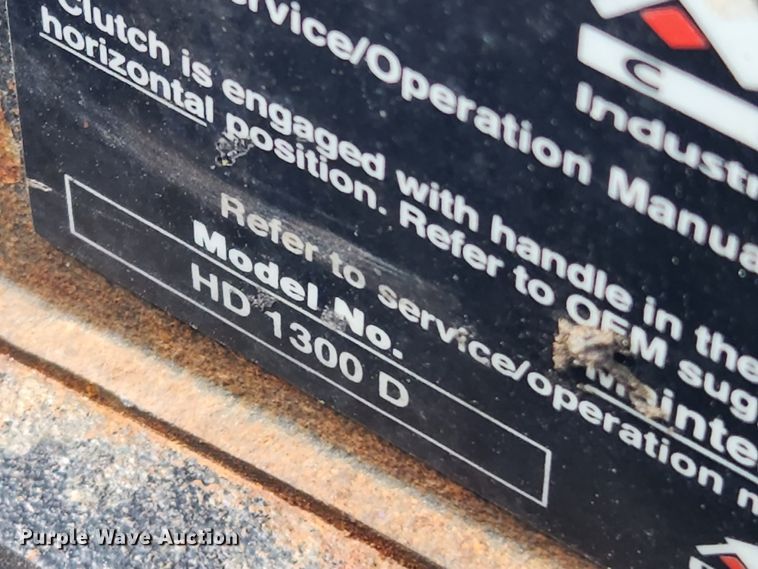 Service/Operation Manua
Clutch is engaged with handle in the
horizontal position. Refer to OEM sug
Mainte
Refer to service/operation m
Model No.
HD 1300 D
C
Industr
Purple Wave Auction